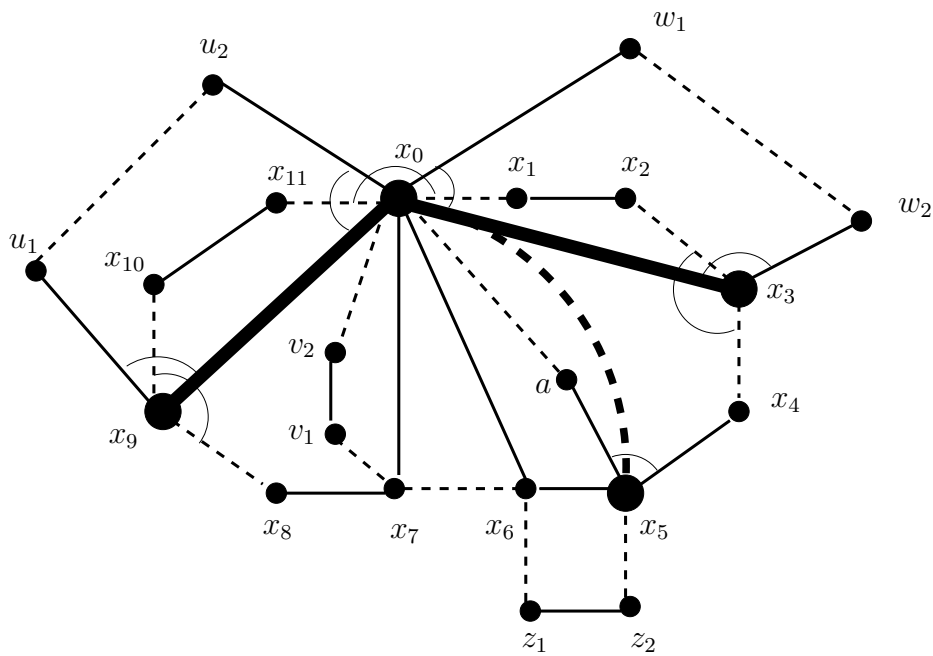 w₁
u₂
x₀
x₁
x₂
x₁₁
w₂
u₁
x₁₀
x₃
v₂
a
x₄
v₁
x₉
x₈
x₇
x₆
x₅
z₁
z₂